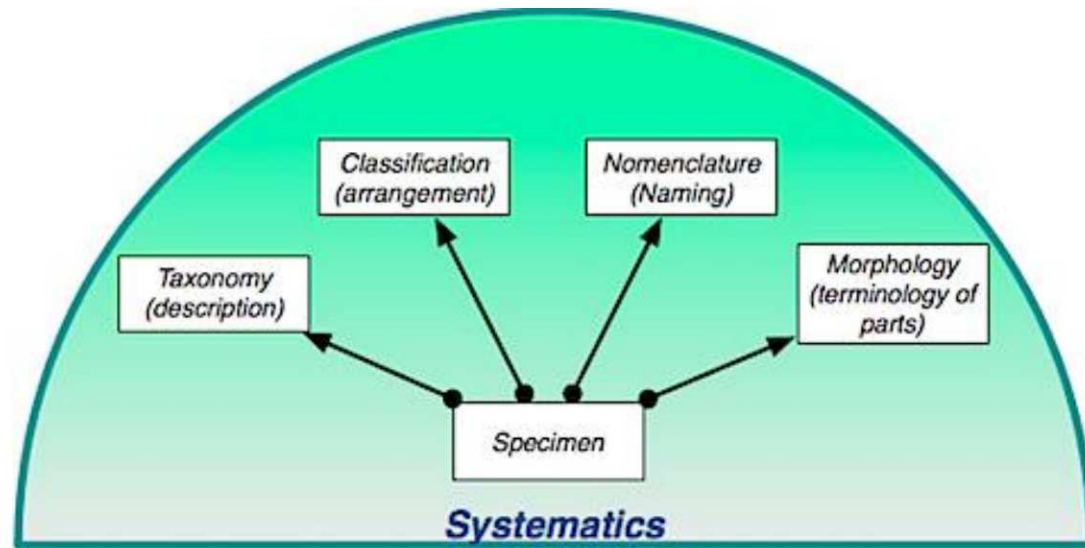 Classification
(arrangement)
Nomenclature
(Naming)
Taxonomy
(description)
Morphology
(terminology of
parts)
Specimen
Systematics